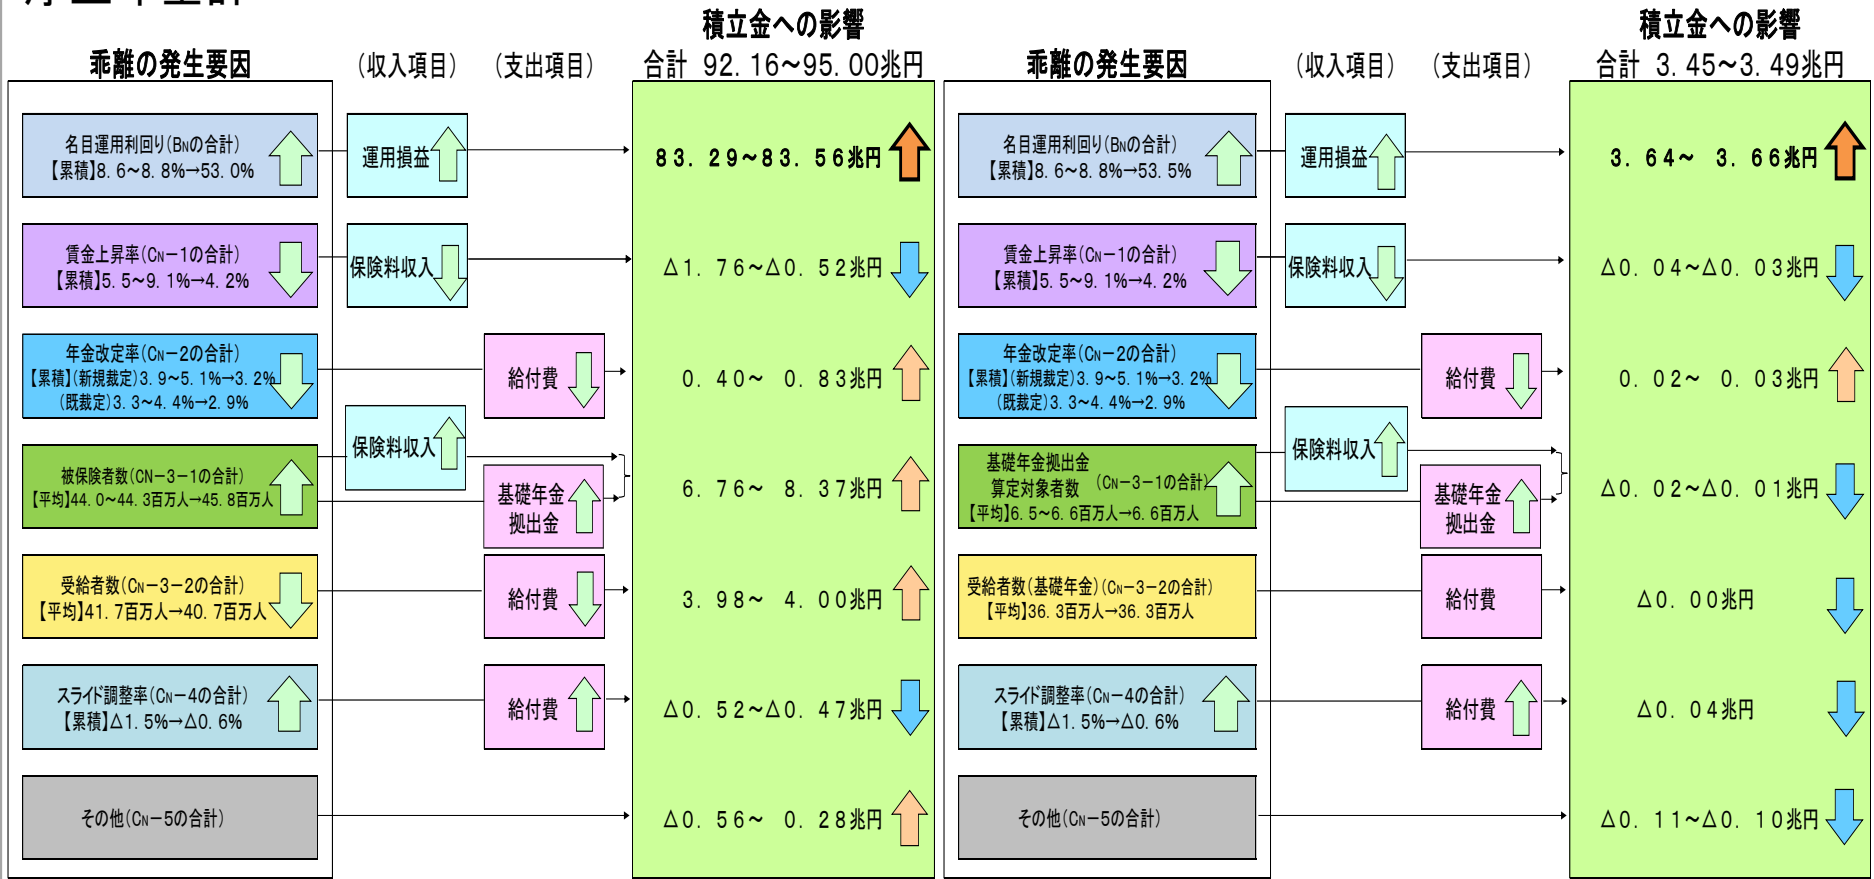 積立金への影響
乖離の発生要因 （収入項目） （支出項目） 合計 92.16～95.00兆円
名目運用利回り（BNの合計）
【累積】8.6～8.8%→53.0%
運用損益
83.29～83.56兆円
賃金上昇率（CN－1の合計）
【累積】5.5～9.1%→4.2%
保険料収入
Δ1.76～Δ0.52兆円
年金改定率（CN－2の合計）
【累積】（新規裁定）3.9～5.1%→3.2%
（既裁定）3.3～4.4%→2.9%
給付費
0.40～ 0.83兆円
保険料収入
被保険者数（CN－3－1の合計）
【平均】44.0～44.3百万人→45.8百万人
基礎年金
拠出金
6.76～ 8.37兆円
受給者数（CN－3－2の合計）
【平均】41.7百万人→40.7百万人
給付費
3.98～ 4.00兆円
スライド調整率（CN－4の合計）
【累積】Δ1.5%→Δ0.6%
給付費
Δ0.52～Δ0.47兆円
その他（CN－5の合計）
Δ0.56～ 0.28兆円
積立金への影響
乖離の発生要因 （収入項目） （支出項目） 合計 3.45～3.49兆円
名目運用利回り（BNの合計）
【累積】8.6～8.8%→53.5%
運用損益
3.64～ 3.66兆円
賃金上昇率（CN－1の合計）
【累積】5.5～9.1%→4.2%
保険料収入
Δ0.04～Δ0.03兆円
年金改定率（CN－2の合計）
【累積】（新規裁定）3.9～5.1%→3.2%
（既裁定）3.3～4.4%→2.9%
給付費
0.02～ 0.03兆円
保険料収入
基礎年金拠出金
算定対象者数 （CN－3－1の合計）
【平均】6.5～6.6百万人→6.6百万人
基礎年金
拠出金
Δ0.02～Δ0.01兆円
受給者数（基礎年金）（CN－3－2の合計）
【平均】36.3百万人→36.3百万人
給付費
Δ0.00兆円
スライド調整率（CN－4の合計）
【累積】Δ1.5%→Δ0.6%
給付費
Δ0.04兆円
その他（CN－5の合計）
Δ0.11～Δ0.10兆円